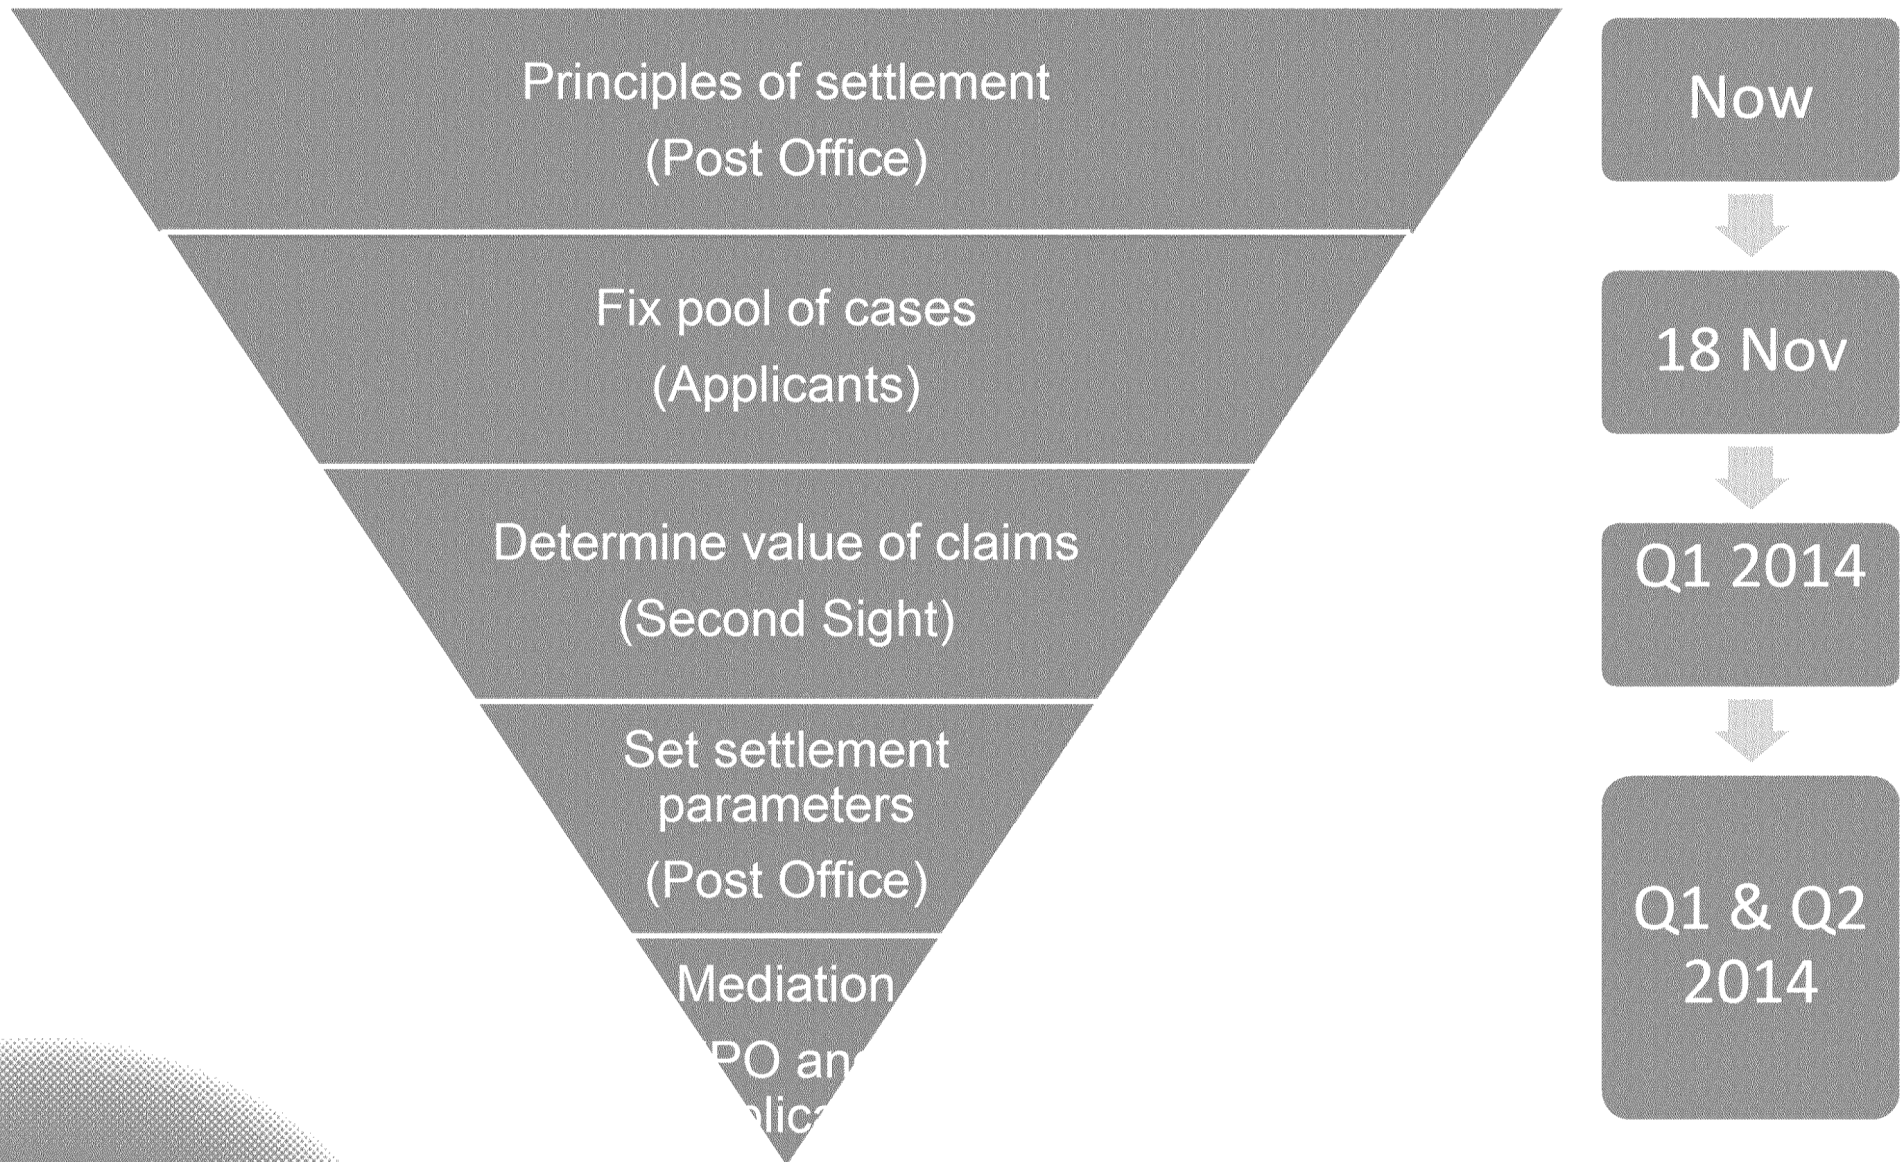 Principles of settlement
(Post Office)
Fix pool of cases
(Applicants)
Determine value of claims
(Second Sight)
Set settlement
parameters
(Post Office)
Mediation
PO
Now
18 Nov
Q1 2014
Q1 & Q2
2014